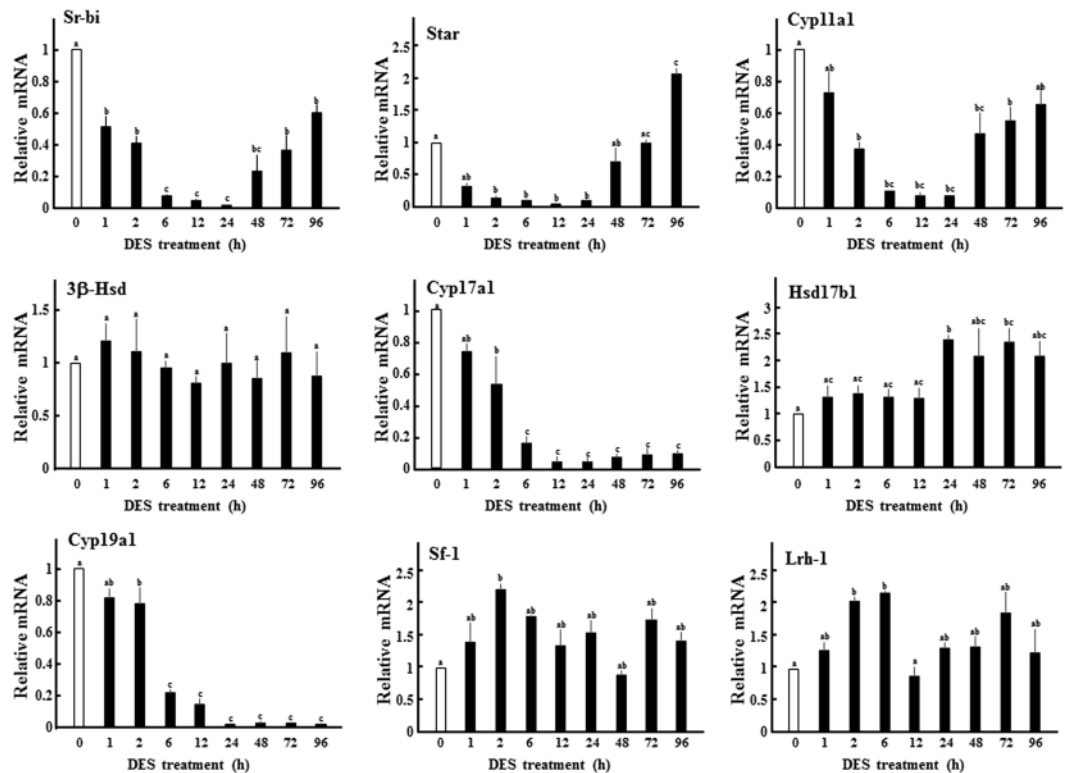 Sr-bi
Relative mRNA
1
0.8
0.6
0.4
0.2
0
a
b
b
c
c
c
bc
b
b
0 1 2 6 12 24 48 72 96
DES treatment (h)
Star
Relative mRNA
2.5
2
1.5
1
0.5
0
a
ab
b
b
b
b
ab
ac
c
0 1 2 6 12 24 48 72 96
DES treatment (h)
Cyp11a1
Relative mRNA
1
0.8
0.6
0.4
0.2
0
a
ab
b
bc
bc
bc
bc
b
ab
0 1 2 6 12 24 48 72 96
DES treatment (h)
3β-Hsd
Relative mRNA
1.5
1
0.5
0
a
a
a
a
a
a
a
a
a
0 1 2 6 12 24 48 72 96
DES treatment (h)
Cyp17a1
Relative mRNA
1
0.8
0.6
0.4
0.2
0
a
ab
b
c
c
c
c
c
c
0 1 2 6 12 24 48 72 96
DES treatment (h)
Hsd17b1
Relative mRNA
3
2.5
2
1.5
1
0.5
0
a
ac
ac
ac
ac
b
abc
bc
abc
0 1 2 6 12 24 48 72 96
DES treatment (h)
Cyp19a1
Relative mRNA
1
0.8
0.6
0.4
0.2
0
a
ab
b
c
c
c
c
c
c
0 1 2 6 12 24 48 72 96
DES treatment (h)
Sf-1
Relative mRNA
2.5
2
1.5
1
0.5
0
a
ab
b
ab
ab
ab
ab
ab
ab
0 1 2 6 12 24 48 72 96
DES treatment (h)
Lrh-1
Relative mRNA
2.5
2
1.5
1
0.5
0
a
ab
b
b
a
ab
ab
ab
ab
0 1 2 6 12 24 48 72 96
DES treatment (h)